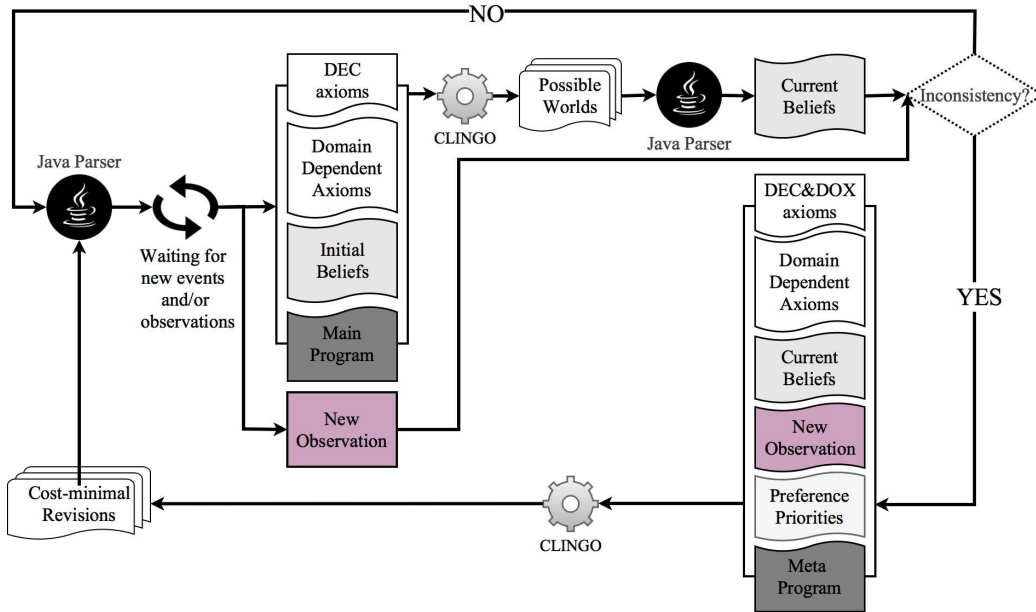 NO
DEC
axioms
Domain
Dependent
Axioms
Initial
Beliefs
Main
Program
New
Observation
CLINGO
Possible
Worlds
Java Parser
Current
Beliefs
Inconsistency?
Java Parser
Waiting for
new events
and/or
observations
YES
DEC&DOX
axioms
Domain
Dependent
Axioms
Current
Beliefs
New
Observation
Preference
Priorities
Meta
Program
CLINGO
Cost-minimal
Revisions